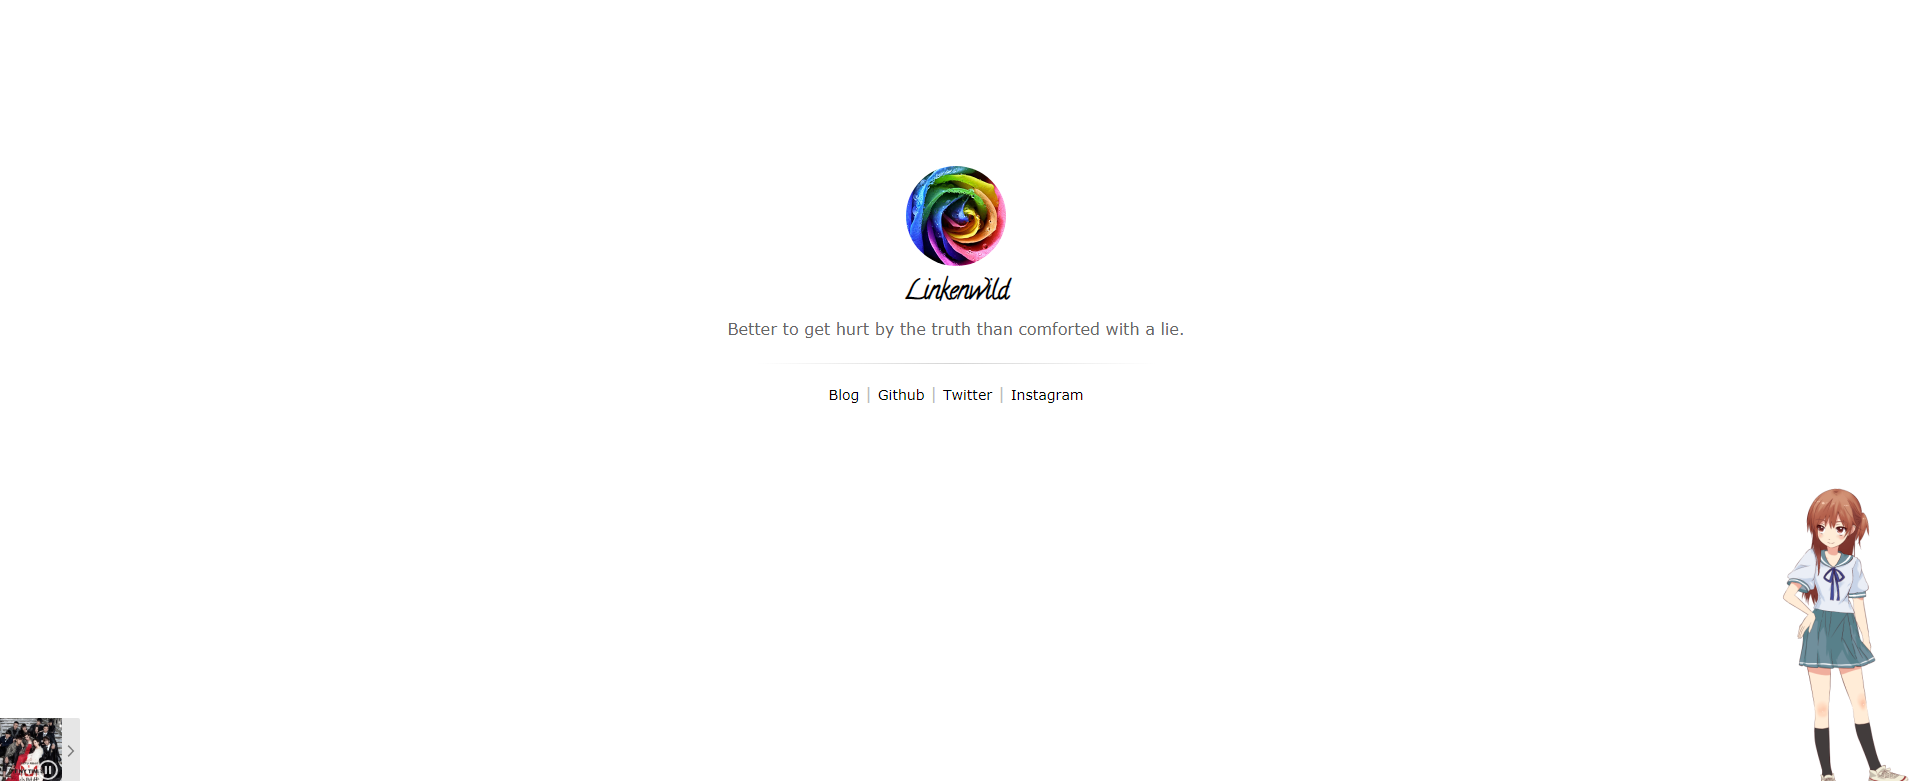 Linkenwild
Better to get hurt by the truth than comforted with a lie.
Blog | Github | Twitter | Instagram